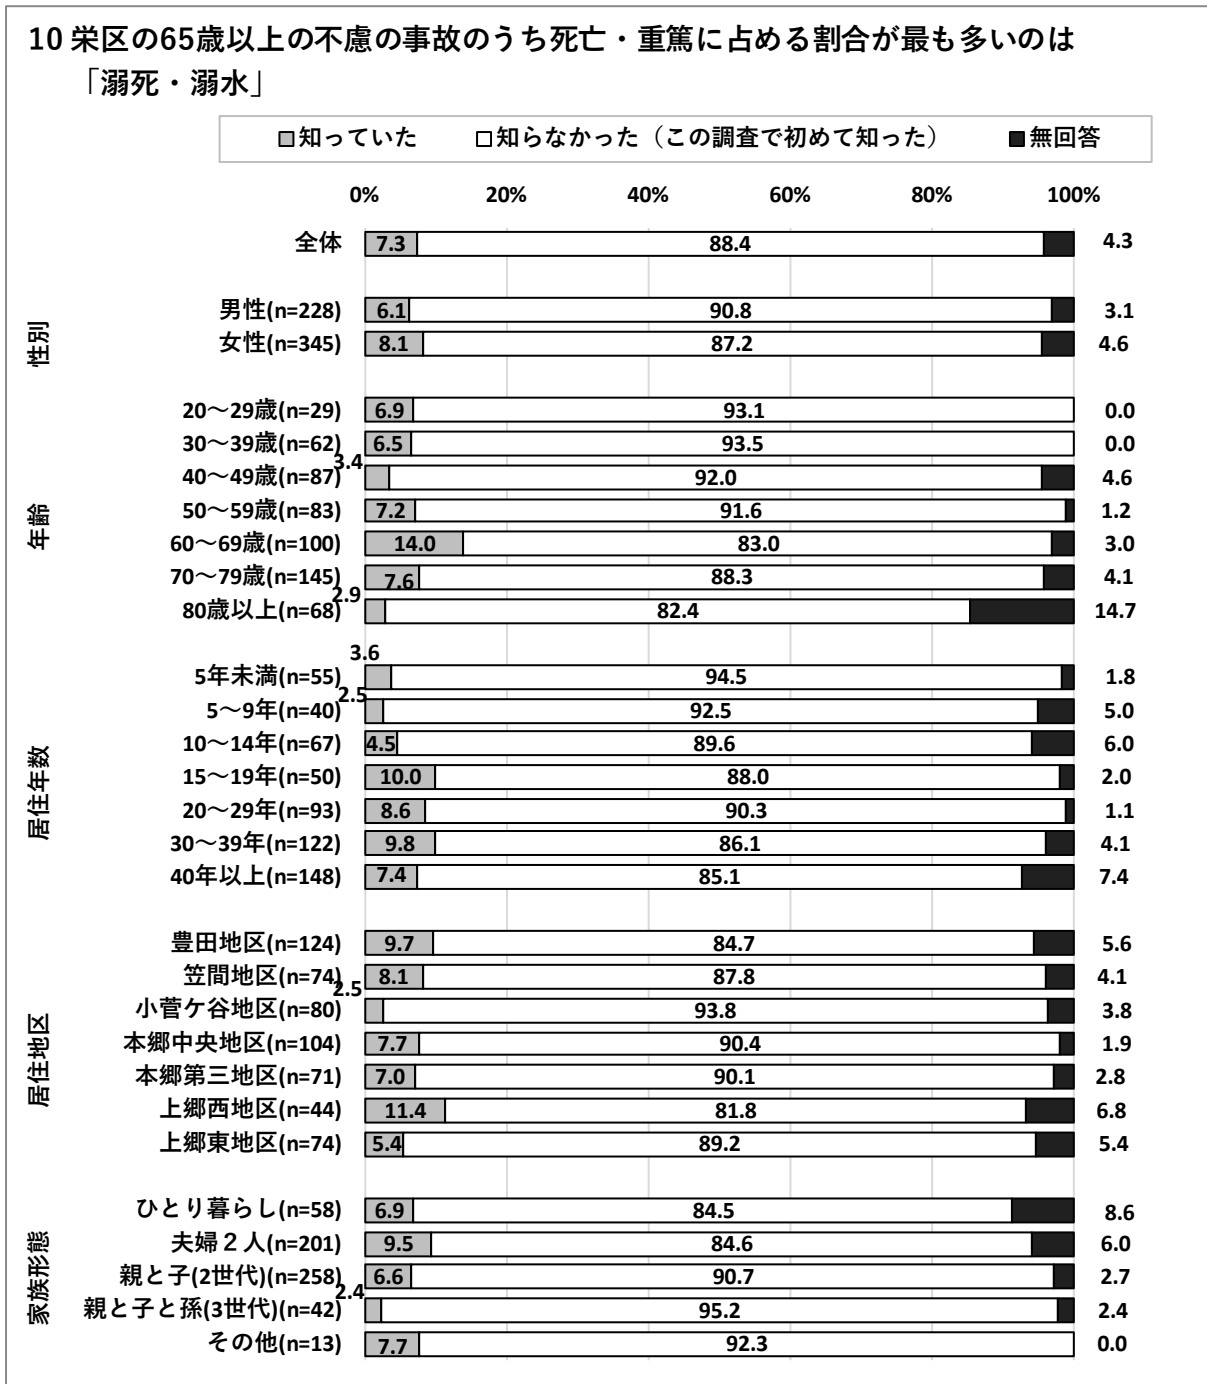 10 栄区の65歳以上の不慮の事故のうち死亡・重篤に占める割合が最も多いのは
「溺死・溺水」
知っていた 知らなかった（この調査で初めて知った） 無回答
0% 20% 40% 60% 80% 100%
全体 7.3 88.4 4.3
性別
男性(n=228) 6.1 90.8 3.1
女性(n=345) 8.1 87.2 4.6
年齢
20～29歳(n=29) 6.9 93.1 0.0
30～39歳(n=62) 6.5 93.5 0.0
40～49歳(n=87) 3.4 92.0 4.6
50～59歳(n=83) 7.2 91.6 1.2
60～69歳(n=100) 14.0 83.0 3.0
70～79歳(n=145) 7.6 88.3 4.1
80歳以上(n=68) 2.9 82.4 14.7
居住年数
5年未満(n=55) 3.6 94.5 1.8
5～9年(n=40) 2.5 92.5 5.0
10～14年(n=67) 4.5 89.6 6.0
15～19年(n=50) 10.0 88.0 2.0
20～29年(n=93) 8.6 90.3 1.1
30～39年(n=122) 9.8 86.1 4.1
40年以上(n=148) 7.4 85.1 7.4
居住地区
豊田地区(n=124) 9.7 84.7 5.6
笠間地区(n=74) 8.1 87.8 4.1
小菅ケ谷地区(n=80) 2.5 93.8 3.8
本郷中央地区(n=104) 7.7 90.4 1.9
本郷第三地区(n=71) 7.0 90.1 2.8
上郷西地区(n=44) 11.4 81.8 6.8
上郷東地区(n=74) 5.4 89.2 5.4
家族形態
ひとり暮らし(n=58) 6.9 84.5 8.6
夫婦２人(n=201) 9.5 84.6 6.0
親と子(2世代)(n=258) 6.6 90.7 2.7
親と子と孫(3世代)(n=42) 2.4 95.2 2.4
その他(n=13) 7.7 92.3 0.0